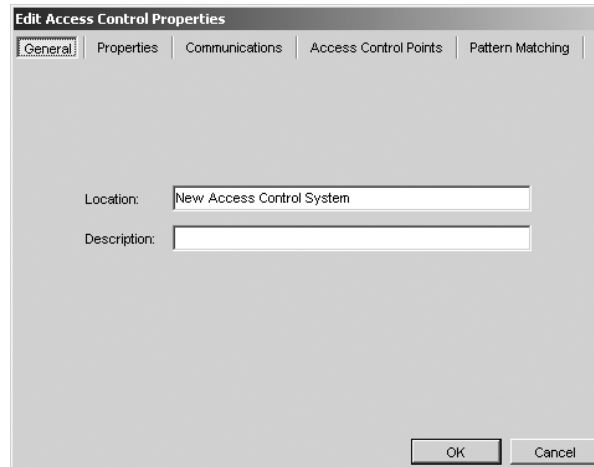 Edit Access Control Properties
General Properties Communications Access Control Points Pattern Matching
Location: New Access Control System
Description:
OK Cancel